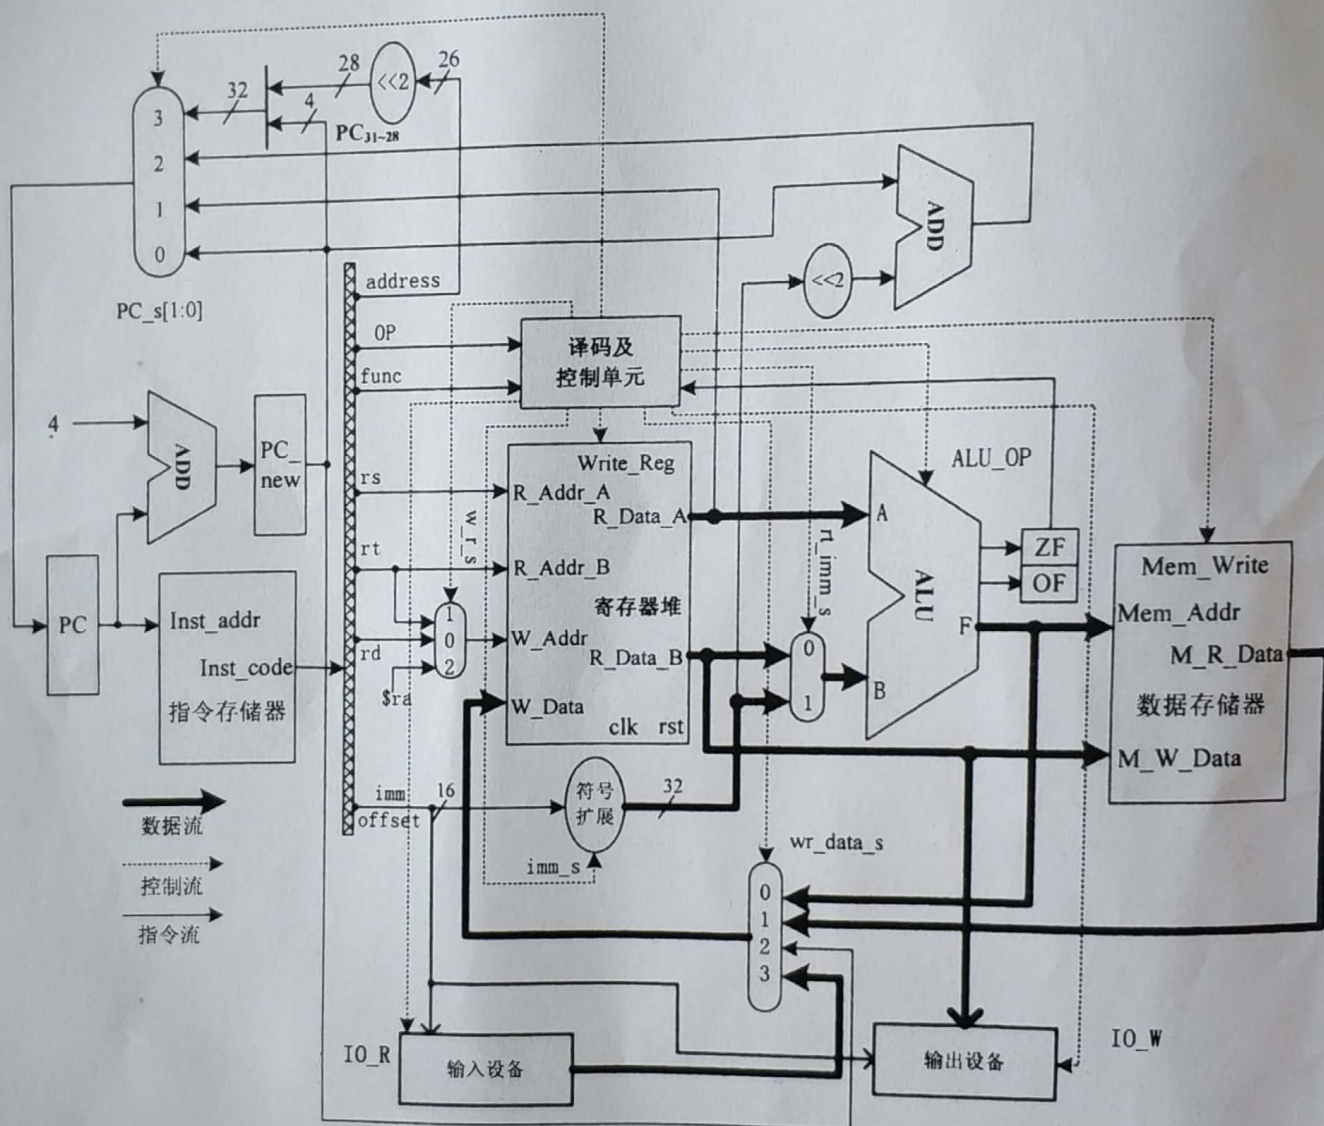 28
26
<<2
32
4
PC31~28
3
2
1
0
PC_s[1:0]
ADD
<<2
address
OP
func
译码及
控制单元
4
ADD
PC_
new
rs
rt
rd
$ra
w_r_s
1
0
2
Write_Reg
R_Addr_A
R_Data_A
R_Addr_B
寄存器堆
W_Addr
R_Data_B
W_Data
clk rst
rt_imm_s
0
1
ALU_OP
A
ALU
F
B
ZF
OF
Mem_Write
Mem_Addr
M_R_Data
数据存储器
M_W_Data
PC
Inst_addr
Inst_code
指令存储器
数据流
控制流
指令流
imm
offset
16
符号
扩展
32
imm_s
wr_data_s
0
1
2
3
IO_R
输入设备
输出设备
IO_W